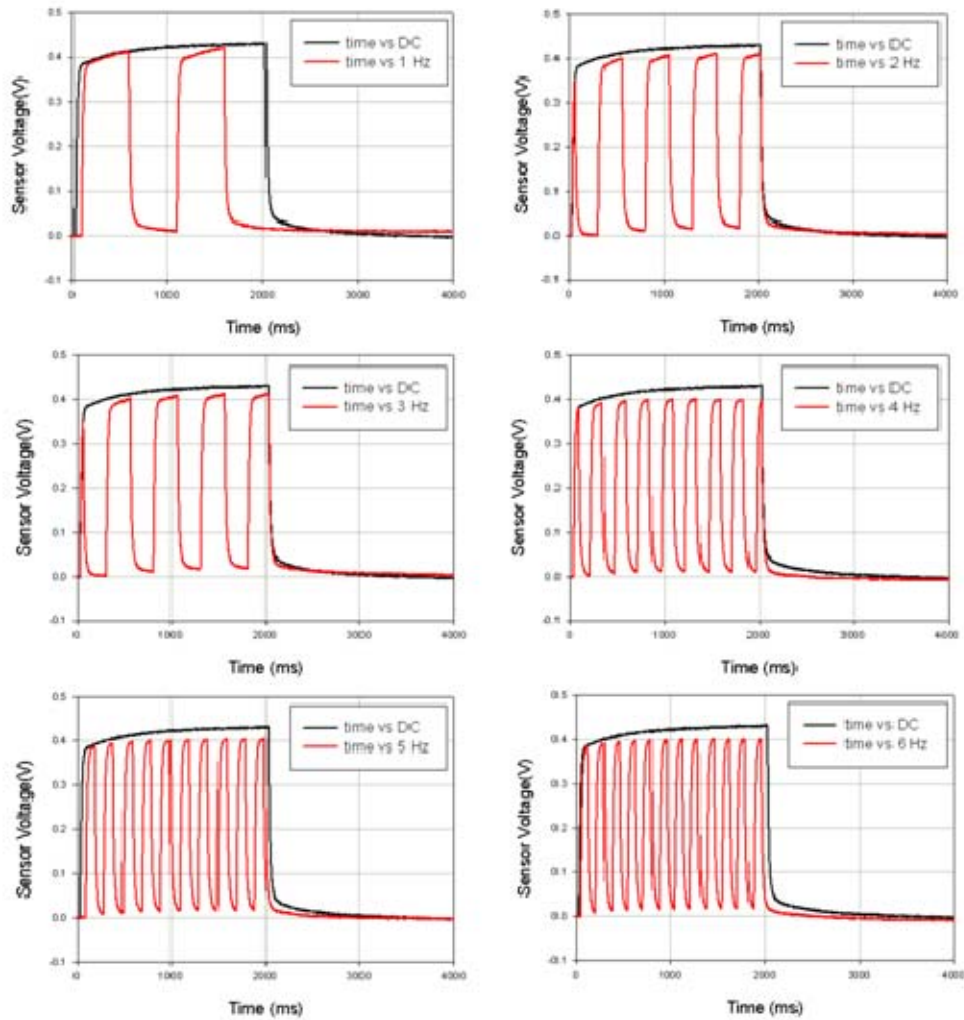 0.5
0.4
0.3
0.2
0.1
0.0
-0.1
Sensor Voltage(V)
time vs DC
time vs 1 Hz
0 1000 2000 3000 4000
Time (ms)
0.5
0.4
0.3
0.2
0.1
0.0
-0.1
Sensor Voltage(V)
time vs DC
time vs 2 Hz
0 1000 2000 3000 4000
Time (ms)
0.5
0.4
0.3
0.2
0.1
0.0
-0.1
Sensor Voltage(V)
time vs DC
time vs 3 Hz
0 1000 2000 3000 4000
Time (ms)
0.5
0.4
0.3
0.2
0.1
0.0
-0.1
Sensor Voltage(V)
time vs DC
time vs 4 Hz
0 1000 2000 3000 4000
Time (ms)
0.5
0.4
0.3
0.2
0.1
0.0
-0.1
Sensor Voltage(V)
time vs DC
time vs 5 Hz
0 1000 2000 3000 4000
Time (ms)
0.5
0.4
0.3
0.2
0.1
0.0
-0.1
Sensor Voltage(V)
time vs DC
time vs 6 Hz
0 1000 2000 3000 4000
Time (ms)